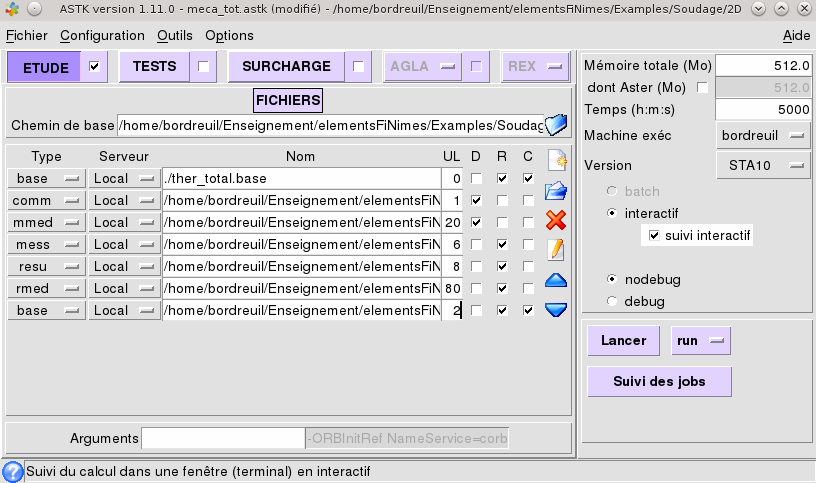 ASTK version 1.11.0 - meca_tot.astk (modifié) - /home/bordreuil/Enseignement/elementsFiNimes/Examples/Soudage/2D
Fichier Configuration Outils Options Aide
ETUDE TESTS SURCHARGE AGLA REX
FICHIERS
Chemin de base /home/bordreuil/Enseignement/elementsFiNimes/Examples/Soudag
Type Serveur Nom UL D R C
base Local ./ther_total.base 0
comm Local /home/bordreuil/Enseignement/elementsFiN 1
mmed Local /home/bordreuil/Enseignement/elementsFiN 20
mess Local /home/bordreuil/Enseignement/elementsFiN 6
resu Local /home/bordreuil/Enseignement/elementsFiN 8
rmed Local /home/bordreuil/Enseignement/elementsFiN 80
base Local /home/bordreuil/Enseignement/elementsFiN 2
Arguments -ORBInitRef NameService=corb
Mémoire totale (Mo) 512.0
dont Aster (Mo) 512.0
Temps (h:m:s) 5000
Machine exéc bordreuil
Version STA10
batch
interactif
suivi interactif
nodebug
debug
Lancer run
Suivi des jobs
? Suivi du calcul dans une fenêtre (terminal) en interactif